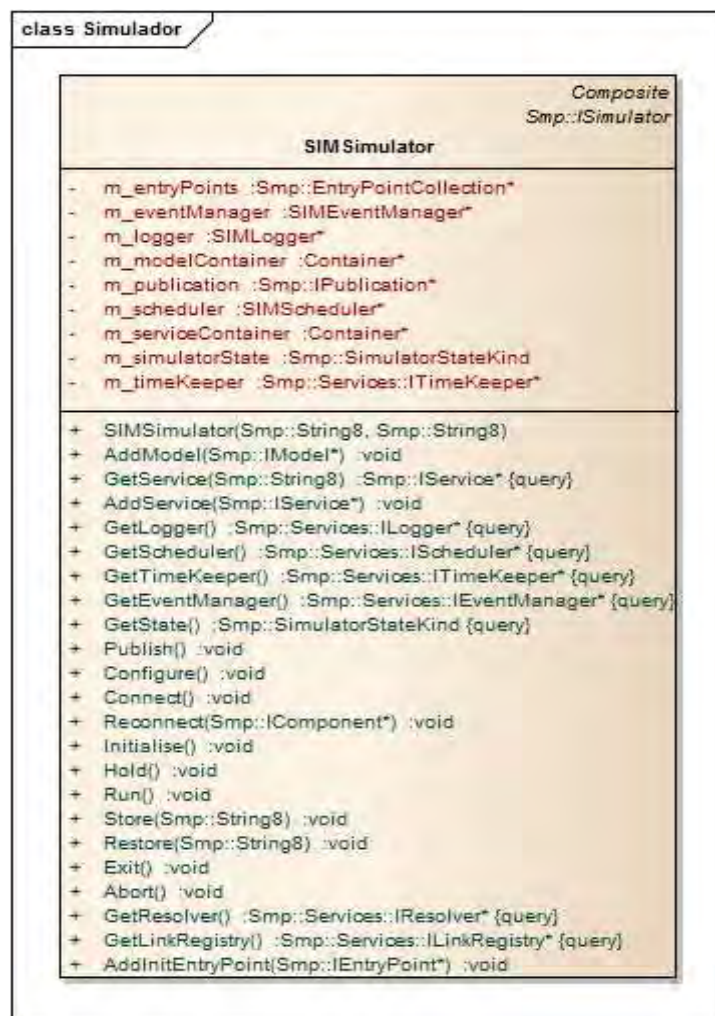 class Simulador
Composite
Smp::ISimulator
SIMSimulator
- m_entryPoints :Smp::EntryPointCollection*
- m_eventManager :SIMEventManager*
- m_logger :SIMLogger*
- m_modelContainer :Container*
- m_publication :Smp::IPublication*
- m_scheduler :SIMScheduler*
- m_serviceContainer :Container*
- m_simulatorState :Smp::SimulatorStateKind
- m_timeKeeper :Smp::Services::ITimeKeeper*
+ SIMSimulator(Smp::String8, Smp::String8)
+ AddModel(Smp::IModel*) :void
+ GetService(Smp::String8) :Smp::IService* {query}
+ AddService(Smp::IService*) :void
+ GetLogger() :Smp::Services::ILogger* {query}
+ GetScheduler() :Smp::Services::IScheduler* {query}
+ GetTimeKeeper() :Smp::Services::ITimeKeeper* {query}
+ GetEventManager() :Smp::Services::IEventManager* {query}
+ GetState() :Smp::SimulatorStateKind {query}
+ Publish() :void
+ Configure() :void
+ Connect() :void
+ Reconnect(Smp::IComponent*) :void
+ Initialise() :void
+ Hold() :void
+ Run() :void
+ Store(Smp::String8) :void
+ Restore(Smp::String8) :void
+ Exit() :void
+ Abort() :void
+ GetResolver() :Smp::Services::IResolver* {query}
+ GetLinkRegistry() :Smp::Services::ILinkRegistry* {query}
+ AddInitEntryPoint(Smp::IEntryPoint*) :void